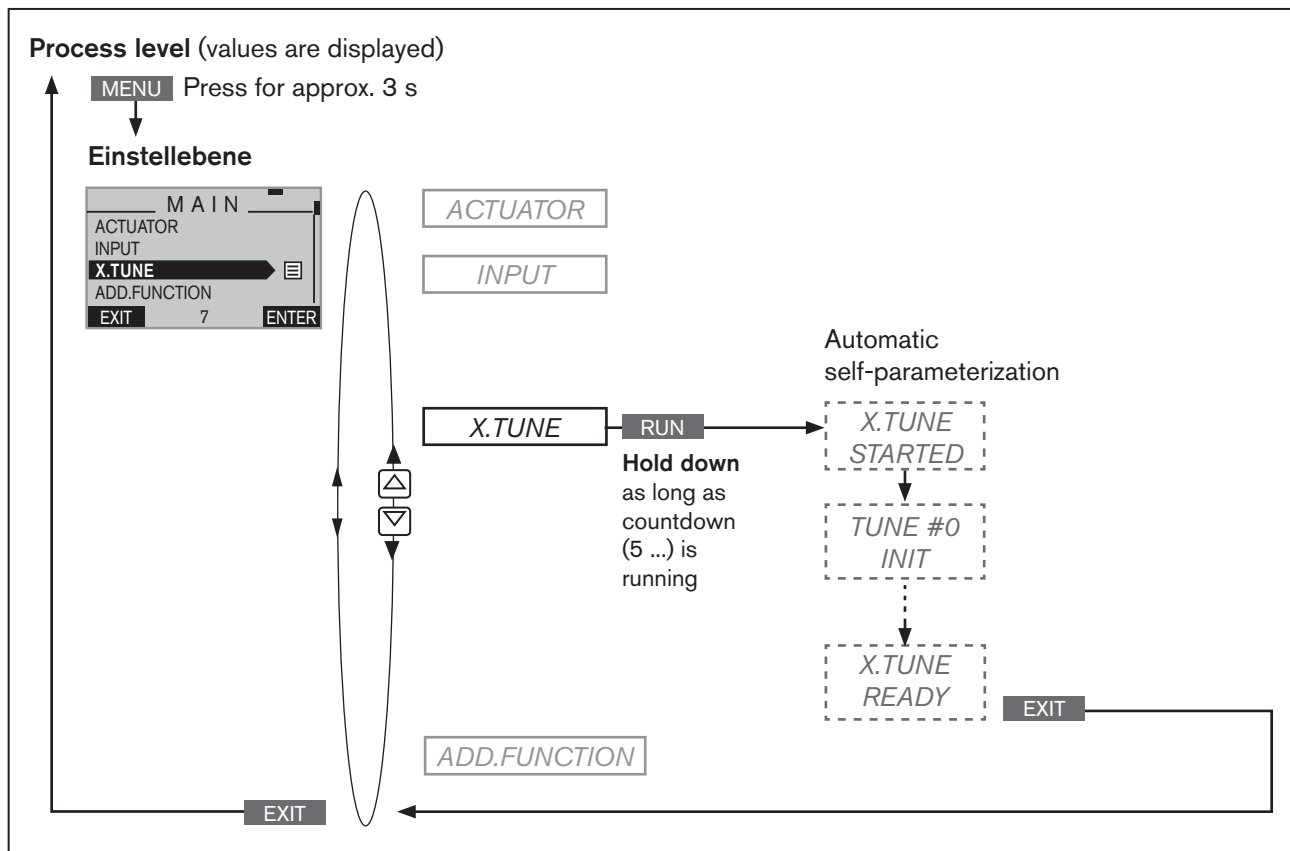 Process level (values are displayed)
MENU Press for approx. 3 s
Einstellebene
MAIN
ACTUATOR
INPUT
X.TUNE
ADD.FUNCTION
EXIT 7 ENTER
ACTUATOR
INPUT
X.TUNE
RUN
Hold down
as long as
countdown
(5 ...) is
running
Automatic
self-parameterization
X.TUNE
STARTED
TUNE #0
INIT
X.TUNE
READY
EXIT
ADD.FUNCTION
EXIT